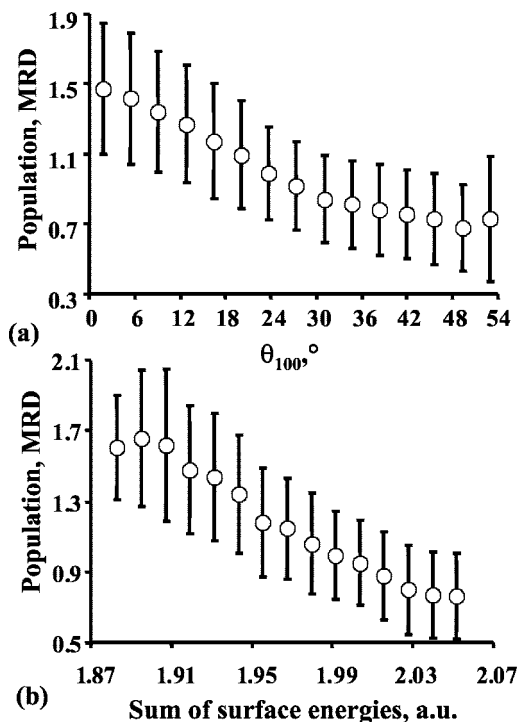 1.9
1.5
1.1
0.7
0.3
Population, MRD
0 6 12 18 24 30 36 42 48 54
(a)
θ100,°
2.1
1.7
1.3
0.9
0.5
Population, MRD
1.87 1.91 1.95 1.99 2.03 2.07
(b)
Sum of surface energies, a.u.